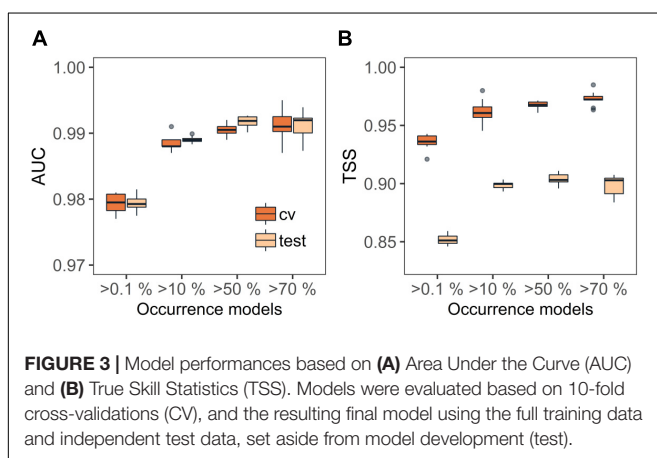 A
B
1.00
0.99
0.98
0.97
AUC
cv
test
>0.1 % >10 % >50 % >70 %
Occurrence models
1.00
0.95
0.90
0.85
TSS
>0.1 % >10 % >50 % >70 %
Occurrence models
FIGURE 3 | Model performances based on (A) Area Under the Curve (AUC)
and (B) True Skill Statistics (TSS). Models were evaluated based on 10-fold
cross-validations (CV), and the resulting final model using the full training data
and independent test data, set aside from model development (test).